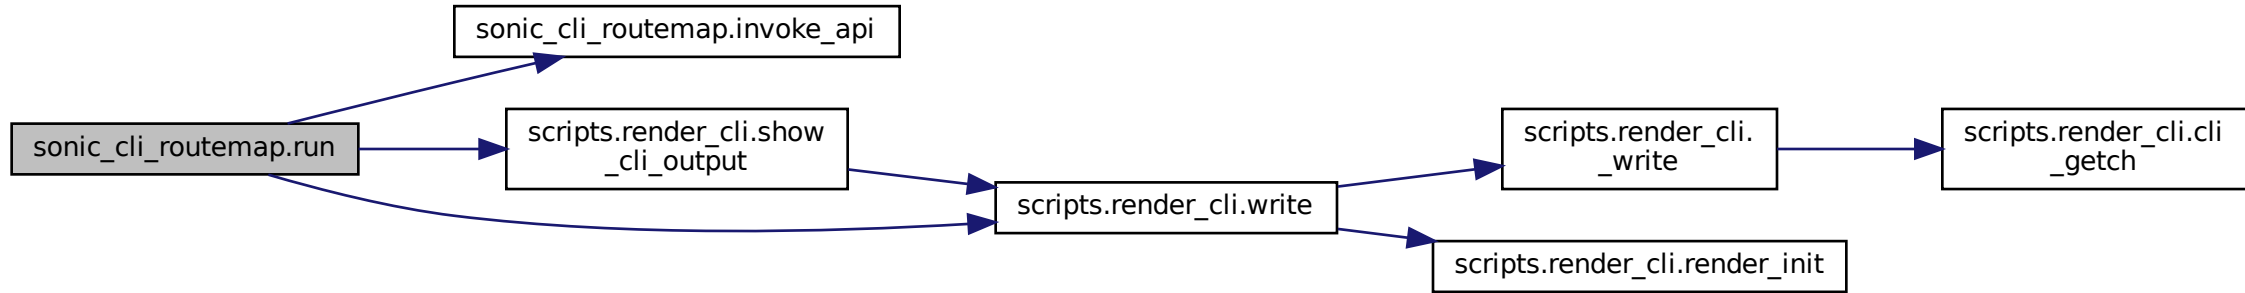 sonic_cli_routemap.invoke_api
sonic_cli_routemap.run
scripts.render_cli.show
_cli_output
scripts.render_cli.write
scripts.render_cli.
_write
scripts.render_cli.cli
_getch
scripts.render_cli.render_init